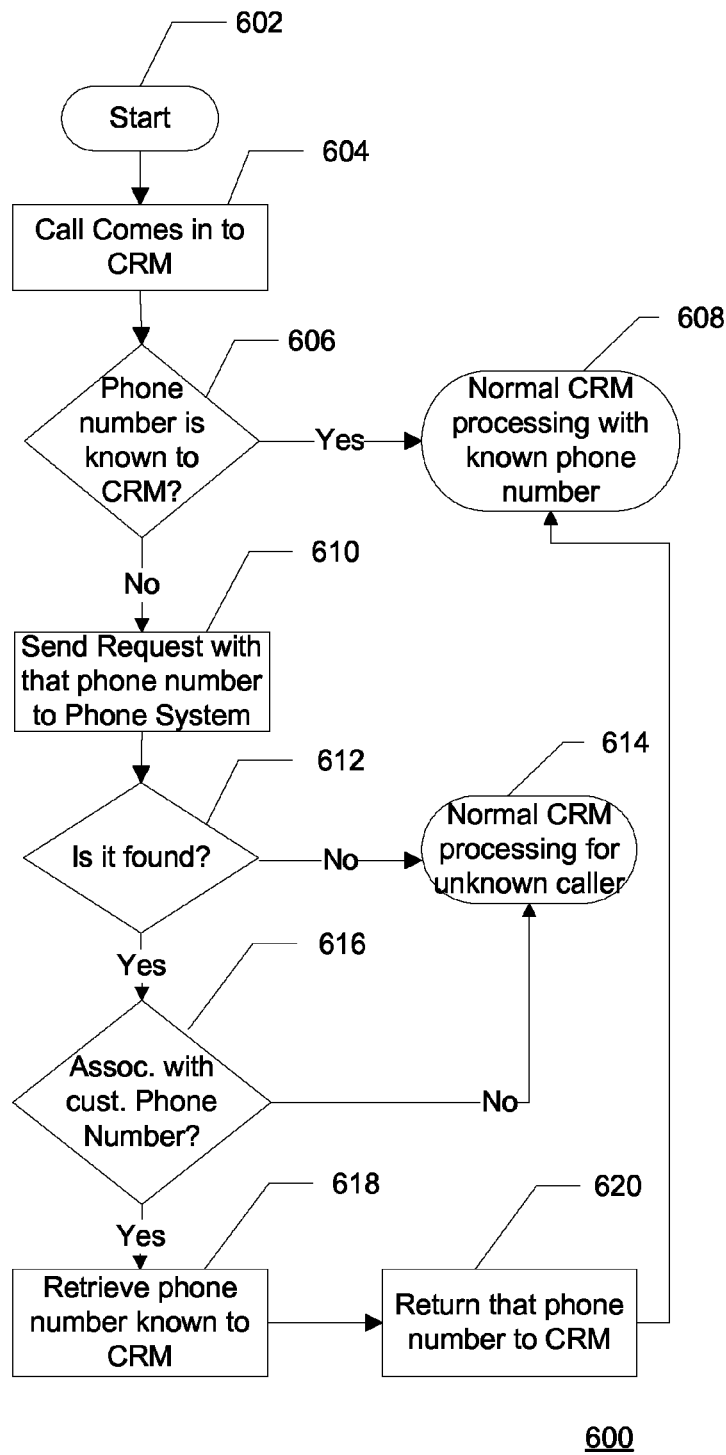 602
Start
604
Call Comes in to
CRM
606
Phone
number is
known to
CRM?
Yes
608
Normal CRM
processing with
known phone
number
No
610
Send Request with
that phone number
to Phone System
612
Is it found?
No
614
Normal CRM
processing for
unknown caller
Yes
616
Assoc. with
cust. Phone
Number?
No
Yes
618
Retrieve phone
number known to
CRM
620
Return that phone
number to CRM
600